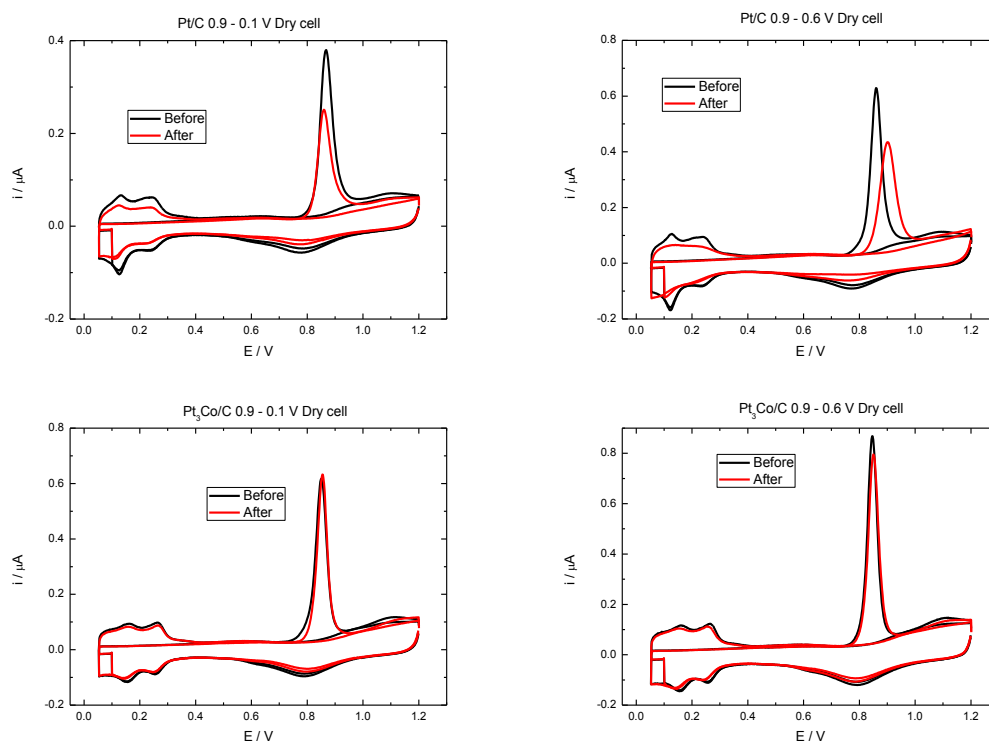 Pt/C 0.9 - 0.1 V Dry cell
0.4
0.2
0.0
-0.2
i / µA
Before
After
0.0 0.2 0.4 0.6 0.8 1.0 1.2
E / V
Pt/C 0.9 - 0.6 V Dry cell
0.8
0.6
0.4
0.2
0.0
-0.2
i / µA
Before
After
0.0 0.2 0.4 0.6 0.8 1.0 1.2
E / V
Pt₃Co/C 0.9 - 0.1 V Dry cell
0.8
0.6
0.4
0.2
0.0
-0.2
i / µA
Before
After
0.0 0.2 0.4 0.6 0.8 1.0 1.2
E / V
Pt₃Co/C 0.9 - 0.6 V Dry cell
0.8
0.6
0.4
0.2
0.0
-0.2
i / µA
Before
After
0.0 0.2 0.4 0.6 0.8 1.0 1.2
E / V